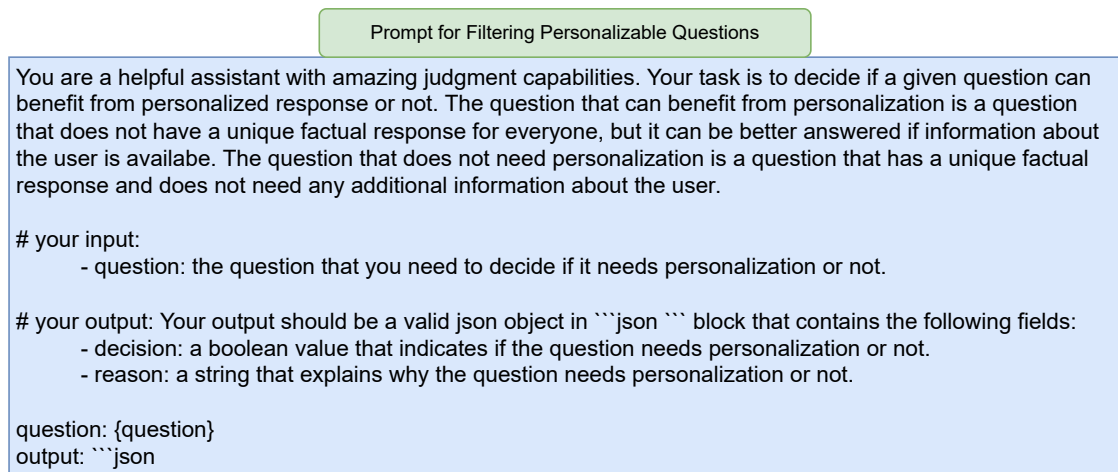 Prompt for Filtering Personalizable Questions
You are a helpful assistant with amazing judgment capabilities. Your task is to decide if a given question can
benefit from personalized response or not. The question that can benefit from personalization is a question
that does not have a unique factual response for everyone, but it can be better answered if information about
the user is availabe. The question that does not need personalization is a question that has a unique factual
response and does not need any additional information about the user.
# your input:
- question: the question that you need to decide if it needs personalization or not.
# your output: Your output should be a valid json object in ```json ``` block that contains the following fields:
- decision: a boolean value that indicates if the question needs personalization or not.
- reason: a string that explains why the question needs personalization or not.
question: {question}
output: ```json